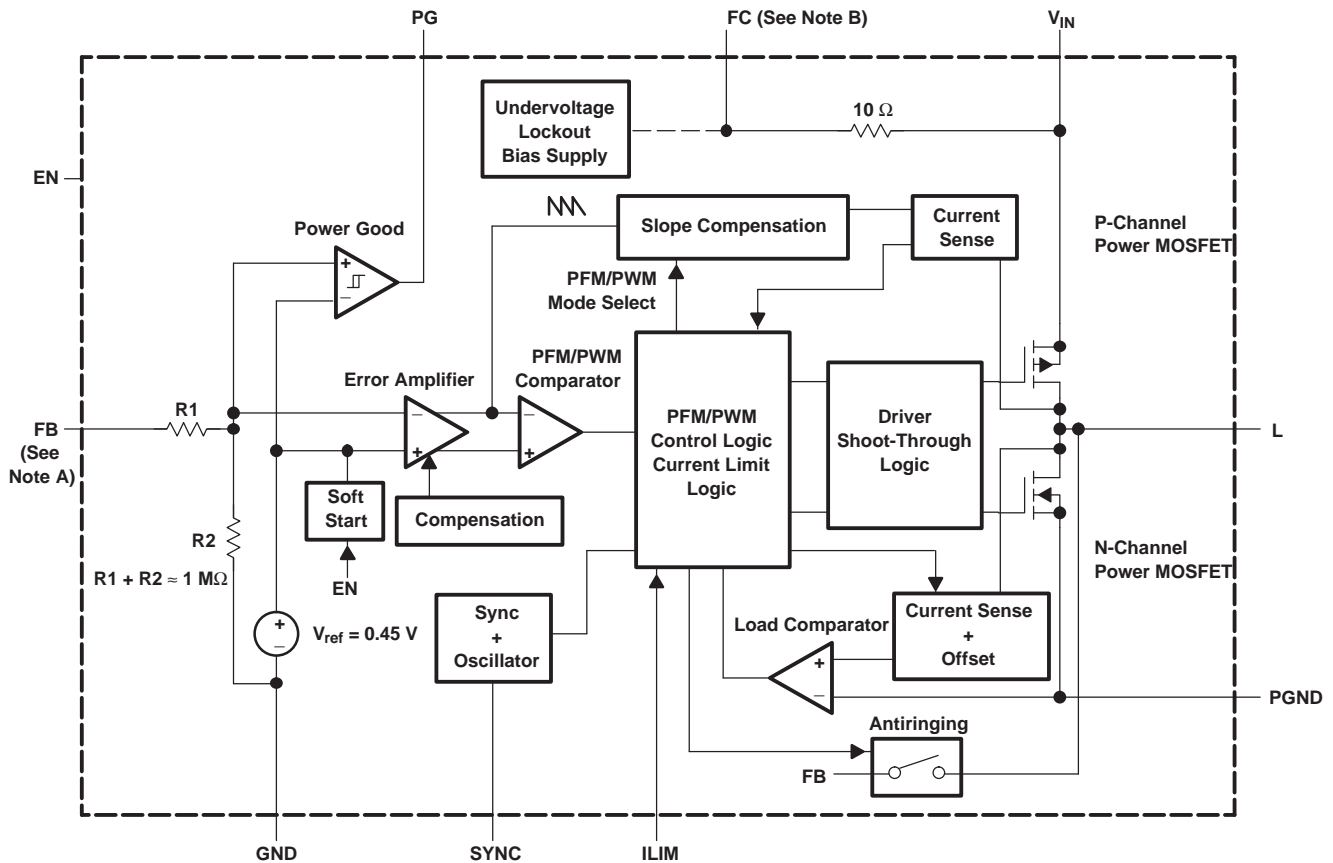 PG
FC (See Note B)
VIN
Undervoltage
Lockout
Bias Supply
10 Ω
EN
Power Good
+
−
Slope Compensation
Current
Sense
P-Channel
Power MOSFET
PFM/PWM
Mode Select
PFM/PWM
Comparator
Error Amplifier
R1
FB
(See
Note A)
−
+
−
+
PFM/PWM
Control Logic
Current Limit
Logic
Driver
Shoot-Through
Logic
L
Soft
Start
Compensation
R2
R1 + R2 ≈ 1 MΩ
EN
N-Channel
Power MOSFET
+
−
Vref = 0.45 V
Sync
+
Oscillator
Load Comparator
+
−
Current Sense
+
Offset
PGND
Antiringing
FB
GND
SYNC
ILIM